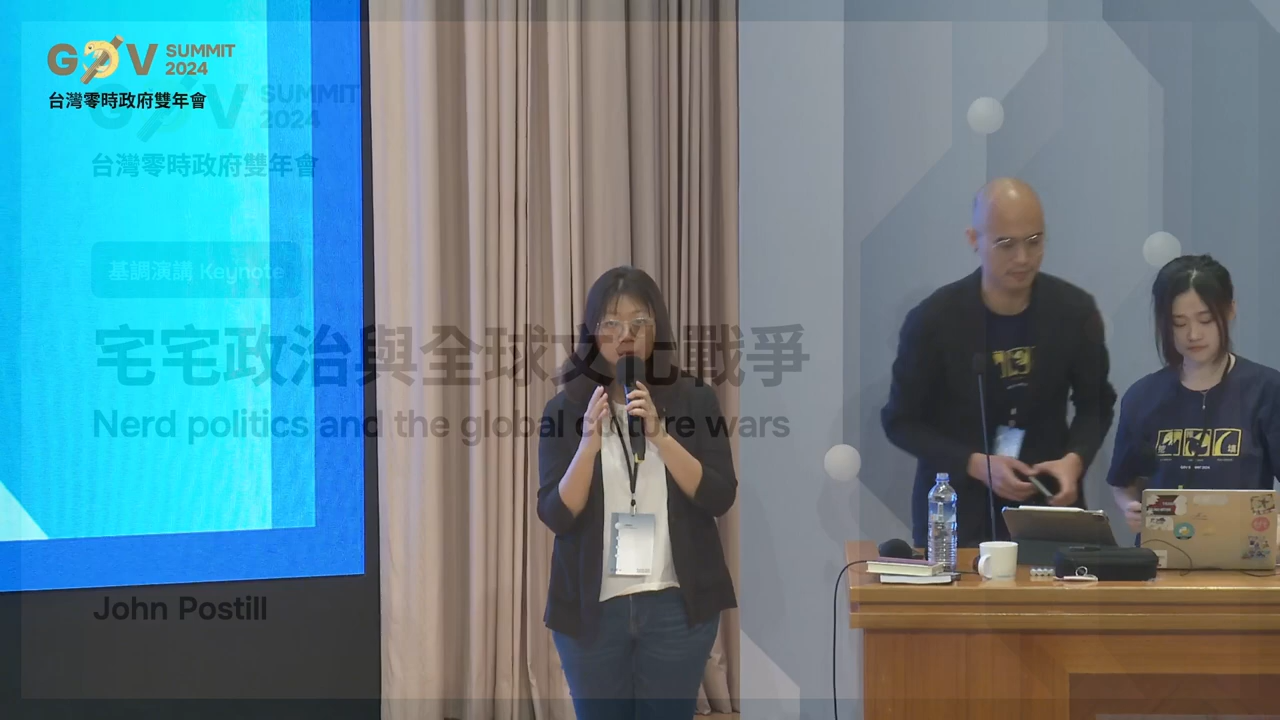 G0V SUMMIT
2024
台灣零時政府雙年會
SUMMIT
2024
台灣零時政府雙年會
基調演講 Keynote
宅宅政治與全球文化戰爭
Nerd politics and the global culture wars
John Postill